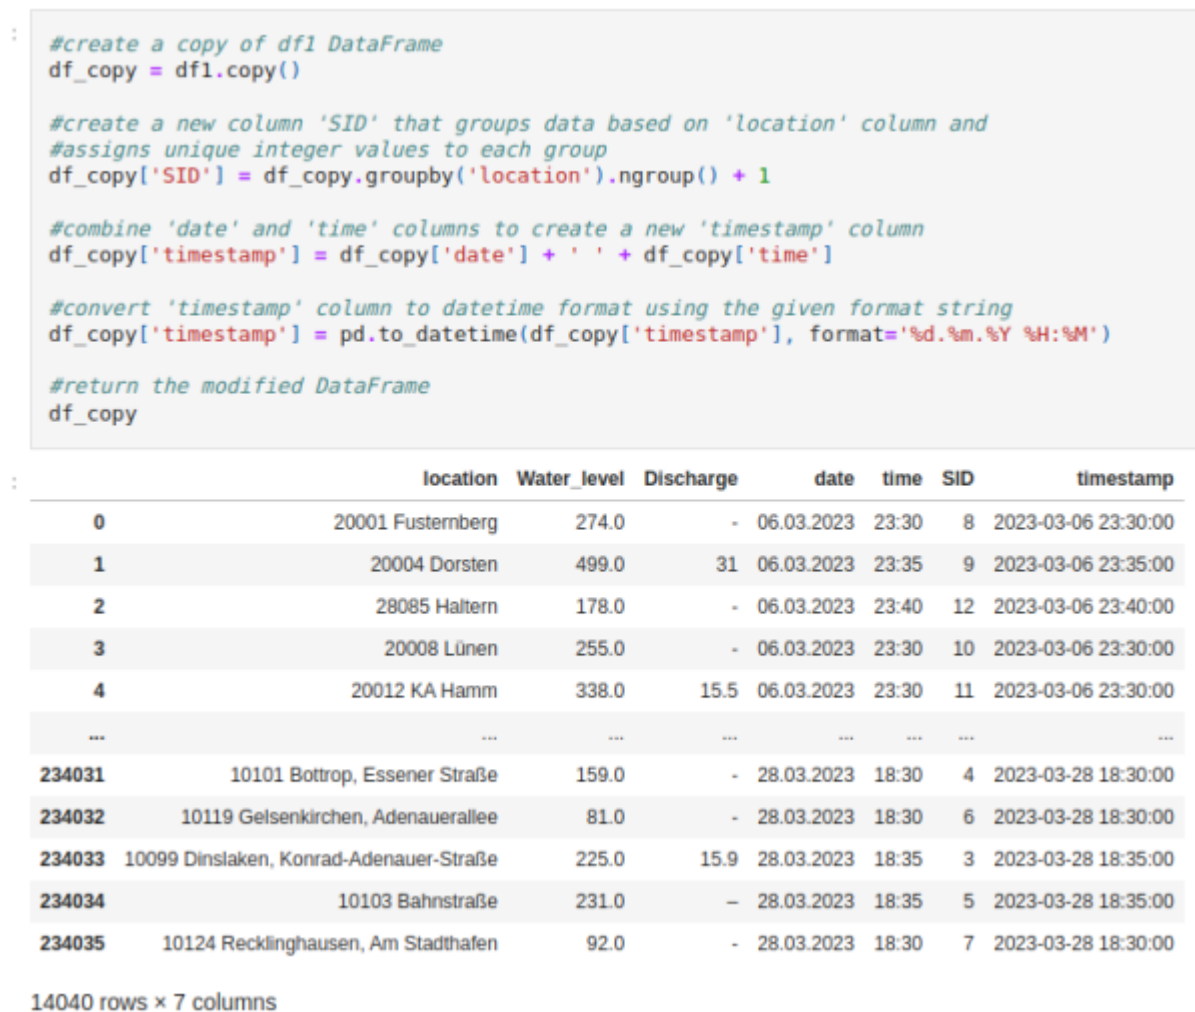 #create a copy of df1 DataFrame
df_copy = df1.copy()
#create a new column 'SID' that groups data based on 'location' column and
#assigns unique integer values to each group
df_copy['SID'] = df_copy.groupby('location').ngroup() + 1
#combine 'date' and 'time' columns to create a new 'timestamp' column
df_copy['timestamp'] = df_copy['date'] + ' ' + df_copy['time']
#convert 'timestamp' column to datetime format using the given format string
df_copy['timestamp'] = pd.to_datetime(df_copy['timestamp'], format='%d.%m.%Y %H:%M')
#return the modified DataFrame
df_copy
location Water_level Discharge date time SID timestamp
0 20001 Fusternberg 274.0 - 06.03.2023 23:30 8 2023-03-06 23:30:00
1 20004 Dorsten 499.0 31 06.03.2023 23:35 9 2023-03-06 23:35:00
2 28085 Haltern 178.0 - 06.03.2023 23:40 12 2023-03-06 23:40:00
3 20008 Lünen 255.0 - 06.03.2023 23:30 10 2023-03-06 23:30:00
4 20012 KA Hamm 338.0 15.5 06.03.2023 23:30 11 2023-03-06 23:30:00
... ... ... ... ... ... ... ...
234031 10101 Bottrop, Essener Straße 159.0 - 28.03.2023 18:30 4 2023-03-28 18:30:00
234032 10119 Gelsenkirchen, Adenauerallee 81.0 - 28.03.2023 18:30 6 2023-03-28 18:30:00
234033 10099 Dinslaken, Konrad-Adenauer-Straße 225.0 15.9 28.03.2023 18:35 3 2023-03-28 18:35:00
234034 10103 Bahnstraße 231.0 – 28.03.2023 18:35 5 2023-03-28 18:35:00
234035 10124 Recklinghausen, Am Stadthafen 92.0 - 28.03.2023 18:30 7 2023-03-28 18:30:00
14040 rows × 7 columns